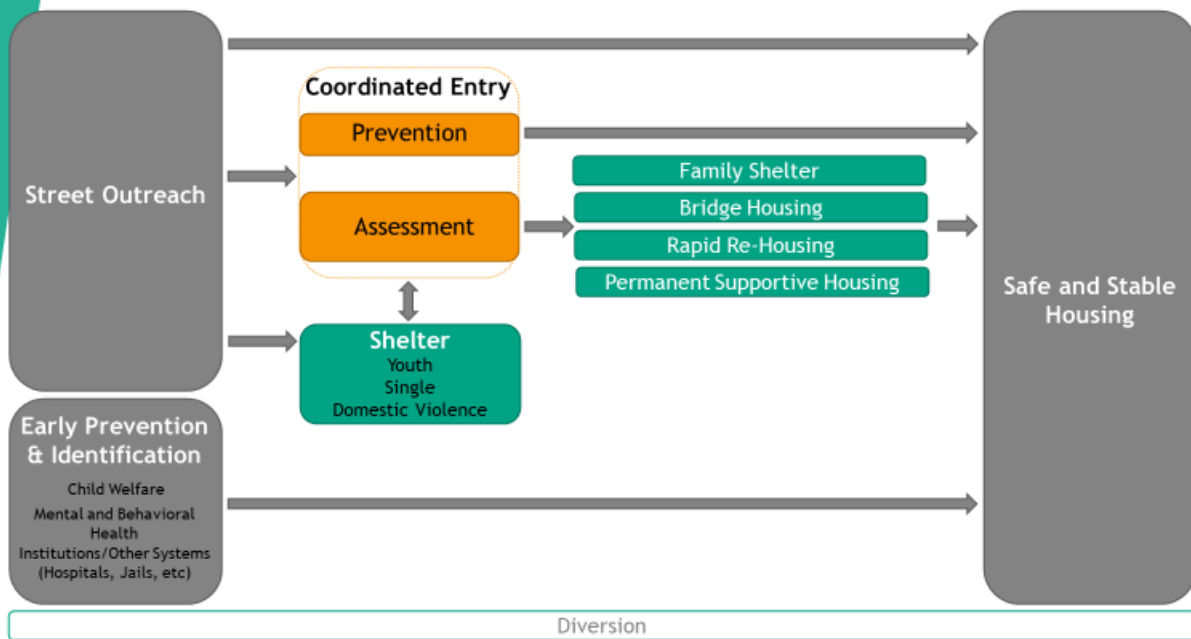 Street Outreach
Coordinated Entry
Prevention
Assessment
Shelter
Youth
Single
Domestic Violence
Family Shelter
Bridge Housing
Rapid Re-Housing
Permanent Supportive Housing
Safe and Stable
Housing
Early Prevention
& Identification
Child Welfare
Mental and Behavioral
Health
Institutions/Other Systems
(Hospitals, Jails, etc)
Diversion